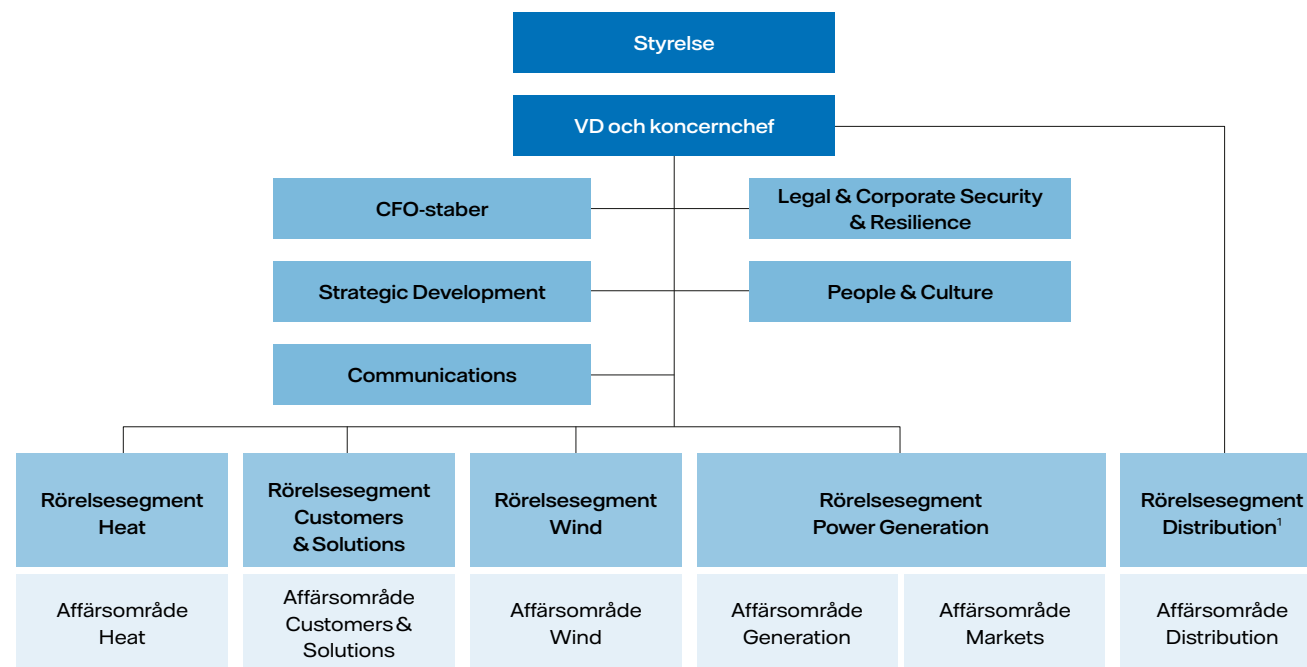 Styrelse
VD och koncernchef
CFO-staber
Legal & Corporate Security
& Resilience
Strategic Development
People & Culture
Communications
Rörelsesegment
Heat
Rörelsesegment
Customers
& Solutions
Rörelsesegment
Wind
Rörelsesegment
Power Generation
Rörelsesegment
Distribution¹
Affärsområde
Heat
Affärsområde
Customers &
Solutions
Affärsområde
Wind
Affärsområde
Generation
Affärsområde
Markets
Affärsområde
Distribution